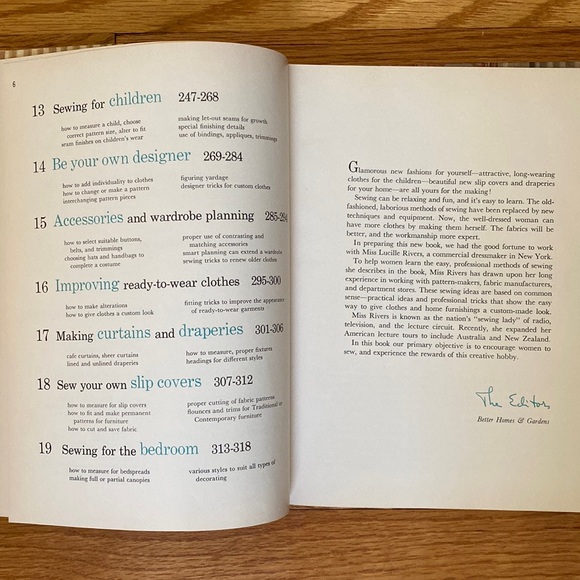 6
13 Sewing for children 247-268
how to measure a child, choose
correct pattern size, alter to fit
seam finishes on children's wear
making let-out seams for growth
special finishing details
use of bindings, appliques, trimmings
14 Be your own designer 269-284
how to add individuality to clothes
how to change or make a pattern
interchanging pattern pieces
figuring yardage
designer tricks for custom clothes
15 Accessories and wardrobe planning 285-294
how to select suitable buttons,
belts, and trimmings
choosing hats and handbags to
complete a costume
proper use of contrasting and
matching accessories
smart planning can extend a wardrobe
sewing tricks to renew older clothes
16 Improving ready-to-wear clothes 295-300
how to make alterations
how to give clothes a custom look
fitting tricks to improve the appearance
of ready-to-wear garments
17 Making curtains and draperies 301-306
cafe curtains, sheer curtains
lined and unlined draperies
how to measure, proper fixtures
headings for different styles
18 Sew your own slip covers 307-312
how to measure for slip covers
how to fit and make permanent
patterns for furniture
how to cut and save fabric
proper cutting of fabric patterns
flounces and trims for Traditional or
Contemporary furniture
19 Sewing for the bedroom 313-318
how to measure for bedspreads
making full or partial canopies
various styles to suit all types of
decorating
Glamorous new fashions for yourself—attractive, long-wearing
clothes for the children—beautiful new slip covers and draperies
for your home—are all yours for the making!
Sewing can be relaxing and fun, and it's easy to learn. The old-
fashioned, laborious methods of sewing have been replaced by new
techniques and equipment. Now, the well-dressed woman can
have more clothes by making them herself. The fabrics will be
better, and the workmanship more expert.
In preparing this new book, we had the good fortune to work
with Miss Lucille Rivers, a commercial dressmaker in New York.
To help women learn the easy, professional methods of sewing
she describes in the book, Miss Rivers has drawn upon her long
experience in working with pattern-makers, fabric manufacturers,
and department stores. These sewing ideas are based on common
sense—practical ideas and professional tricks that show the easy
way to give clothes and home furnishings a custom-made look.
Miss Rivers is known as the nation's "sewing lady" of radio,
television, and the lecture circuit. Recently, she expanded her
American lecture tours to include Australia and New Zealand.
In this book our primary objective is to encourage women to
sew, and experience the rewards of this creative hobby.
The Editors
Better Homes & Gardens